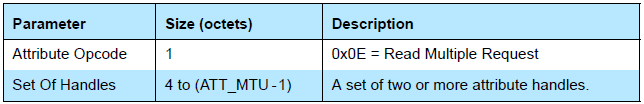 Parameter Size (octets) Description
Attribute Opcode 1 0x0E = Read Multiple Request
Set Of Handles 4 to (ATT_MTU -1) A set of two or more attribute handles.